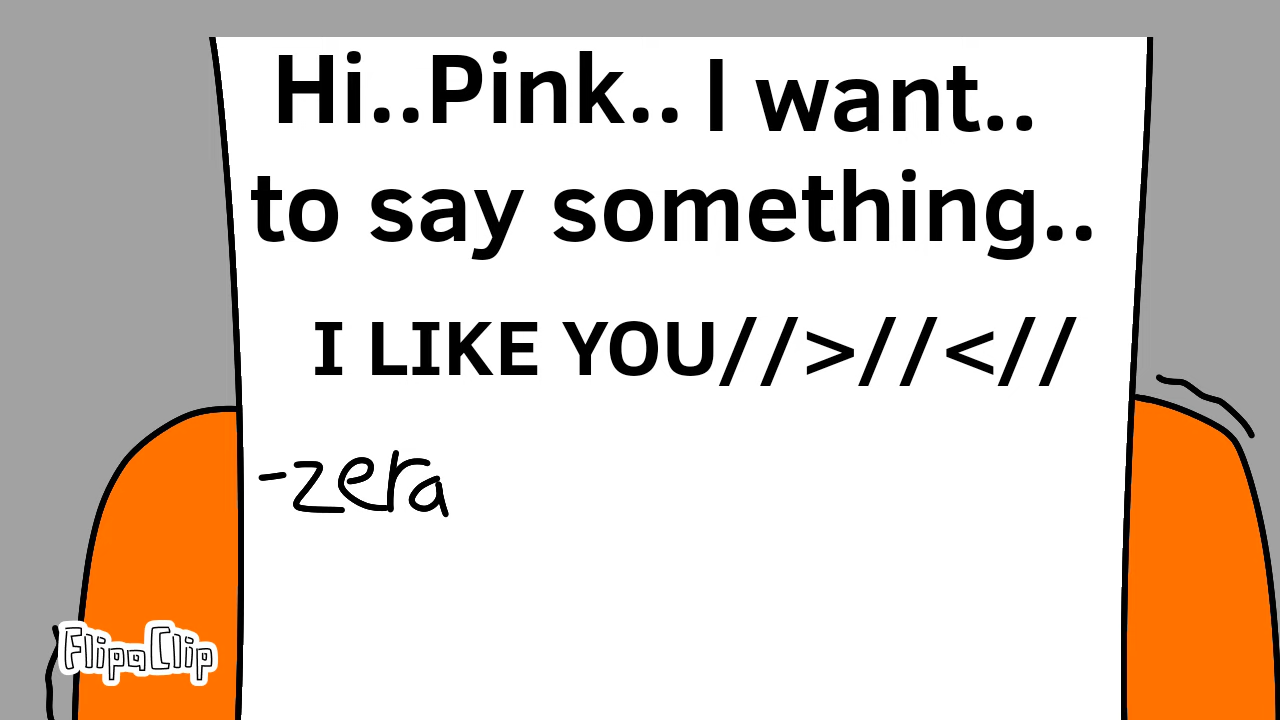 Hi..Pink.. I want..
to say something..
I LIKE YOU//>//<//
-zera
FlipaClip